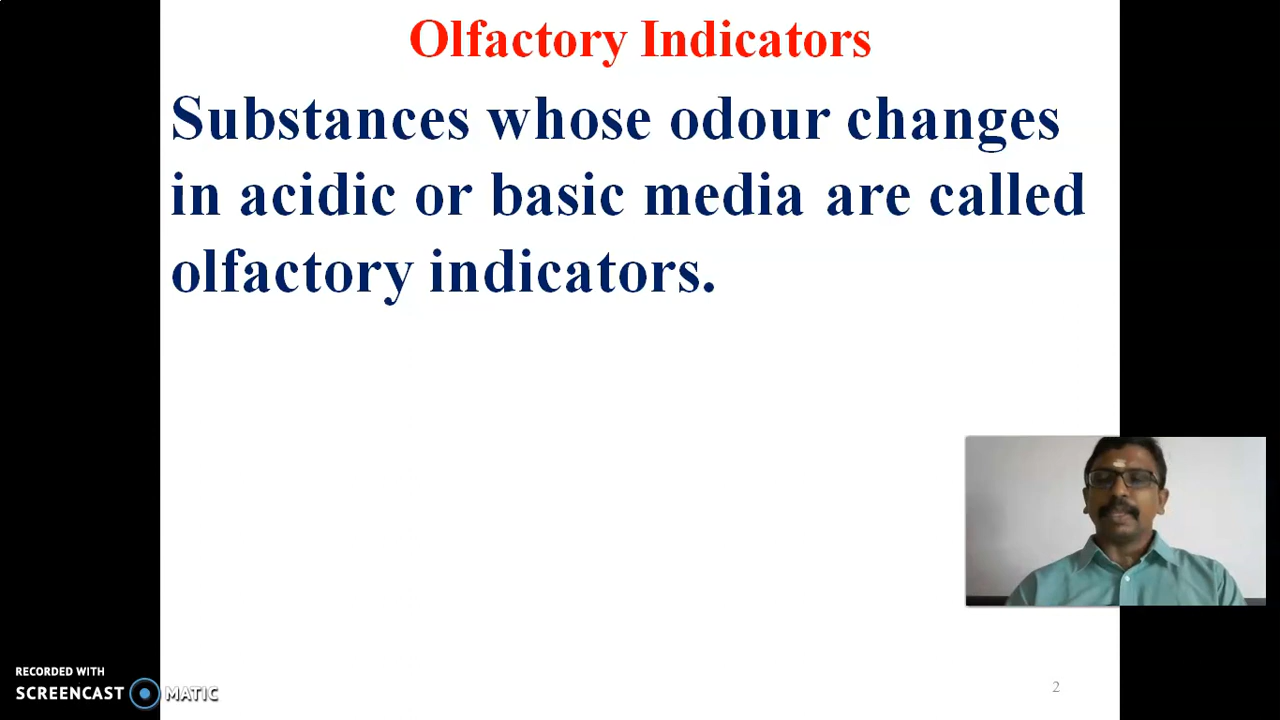 Olfactory Indicators
Substances whose odour changes
in acidic or basic media are called
olfactory indicators.
RECORDED WITH
SCREENCAST MATIC
2